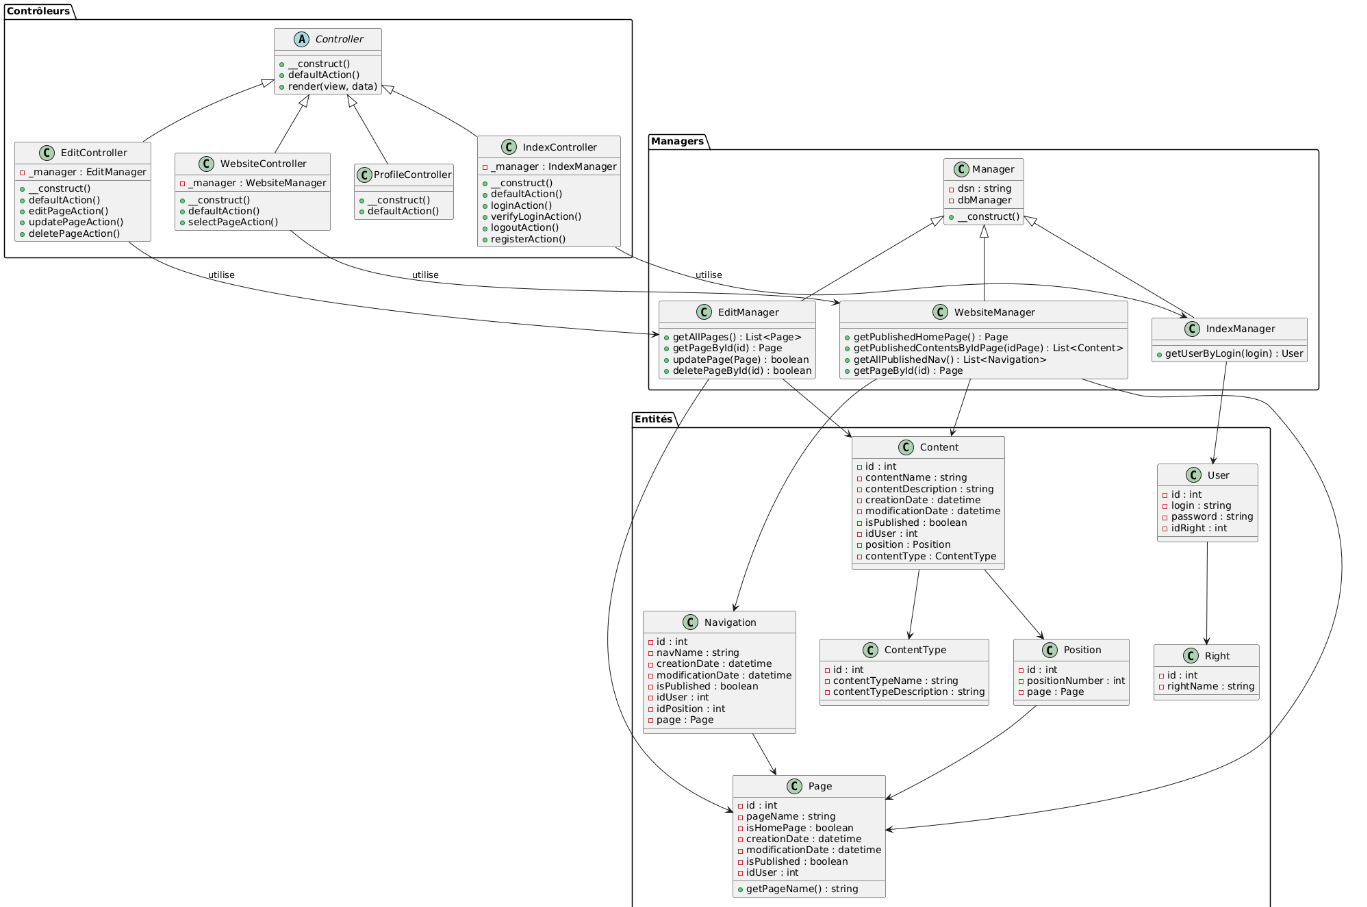 Contrôleurs
A Controller
__construct()
defaultAction()
render(view, data)
C EditController
_manager : EditManager
__construct()
defaultAction()
editPageAction()
updatePageAction()
deletePageAction()
C WebsiteController
_manager : WebsiteManager
__construct()
defaultAction()
selectPageAction()
C ProfileController
__construct()
defaultAction()
C IndexController
_manager : IndexManager
__construct()
defaultAction()
loginAction()
verifyLoginAction()
logoutAction()
registerAction()
utilise
utilise
utilise
Managers
C Manager
dsn : string
dbManager
__construct()
C EditManager
getAllPages() : List<Page>
getPageById(id) : Page
updatePage(Page) : boolean
deletePageById(id) : boolean
C WebsiteManager
getPublishedHomePage() : Page
getPublishedContentsByIdPage(idPage) : List<Content>
getAllPublishedNav() : List<Navigation>
getPageById(id) : Page
C IndexManager
getUserByLogin(login) : User
Entités
C Content
id : int
contentName : string
contentDescription : string
creationDate : datetime
modificationDate : datetime
isPublished : boolean
idUser : int
position : Position
contentType : ContentType
C User
id : int
login : string
password : string
idRight : int
C Navigation
id : int
navName : string
creationDate : datetime
modificationDate : datetime
isPublished : boolean
idUser : int
idPosition : int
page : Page
C ContentType
id : int
contentTypeName : string
contentTypeDescription : string
C Position
id : int
positionNumber : int
page : Page
C Right
id : int
rightName : string
C Page
id : int
pageName : string
isHomePage : boolean
creationDate : datetime
modificationDate : datetime
isPublished : boolean
idUser : int
getPageName() : string